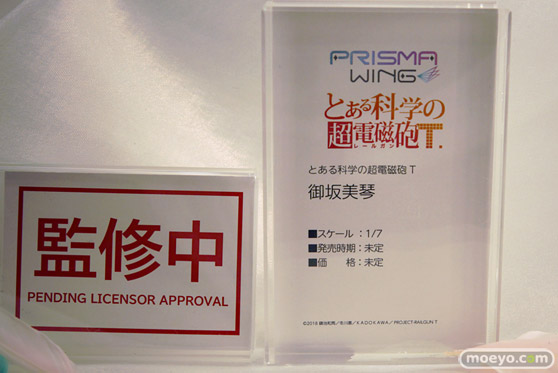 監修中
PENDING LICENSOR APPROVAL
PRISMA
WING
とある科学の
超電磁砲T
レールガン
とある科学の超電磁砲 T
御坂美琴
■スケール：1/7
■発売時期：未定
■価　　格：未定
©2018 鎌池和馬／冬川基／KADOKAWA／PROJECT-RAILGUN T
moeyo.com